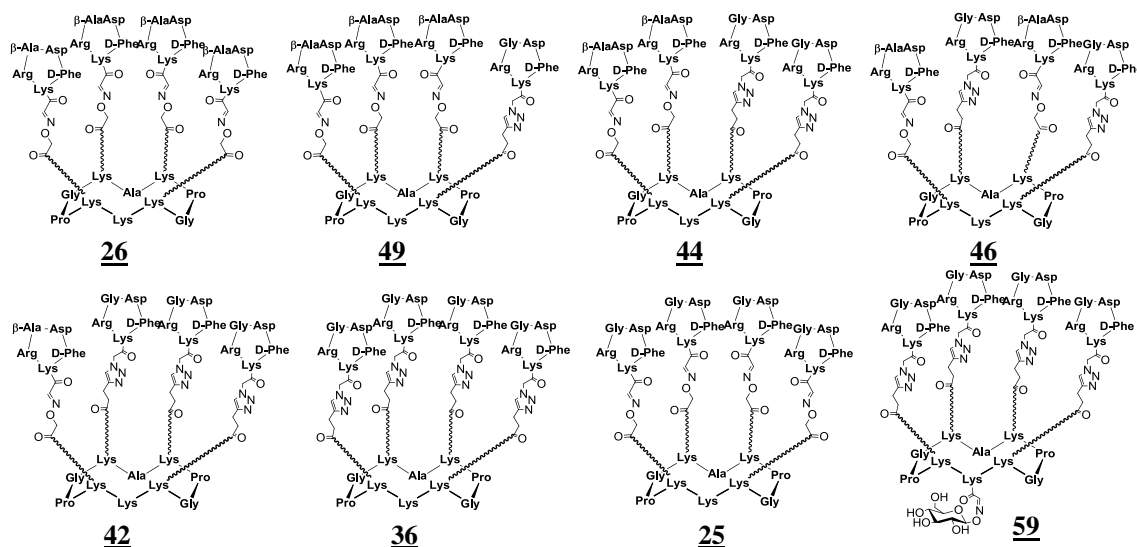 β-AlaAsp β-AlaAsp
β-Ala-Asp Arg D-Phe Arg D-Phe β-AlaAsp
Lys Lys
Arg D-Phe Arg D-Phe
Lys O O Lys
O N N O
N O O N
O O O O
O O
Lys Lys
Gly Ala Pro
Lys Lys
Pro Lys Gly
26
β-AlaAsp β-AlaAsp
β-AlaAsp Arg D-Phe Arg D-Phe Gly-Asp
Lys Lys
Arg D-Phe Arg D-Phe
Lys O O Lys
O N N O
N O O N N N
O O O
O O
Lys Lys
Gly Ala Pro
Lys Lys
Pro Lys Gly
49
β-AlaAsp Gly-Asp
β-AlaAsp Arg D-Phe Arg D-Phe Gly-Asp
Lys Lys
Arg D-Phe Arg D-Phe
Lys O O Lys
O N N N N O
N O N N N
O O O
O O
Lys Lys
Gly Ala Pro
Lys Lys
Pro Lys Gly
44
Gly-Asp β-AlaAsp
β-AlaAsp Arg D-Phe Arg D-Phe Gly-Asp
Lys Lys
Arg D-Phe Arg D-Phe
Lys O O Lys
O N N N N O
N O N N N
O O O
O O
Lys Lys
Gly Ala Pro
Lys Lys
Pro Lys Gly
46
Gly-Asp Gly-Asp
β-Ala-Asp Arg D-Phe Arg D-Phe Gly-Asp
Lys Lys
Arg D-Phe Arg D-Phe
Lys O O Lys
O N N N N N N O
N N N N
O O O
O O
Lys Lys
Gly Ala Pro
Lys Lys
Pro Lys Gly
42
Gly-Asp Gly-Asp
Gly-Asp Arg D-Phe Arg D-Phe Gly-Asp
Lys Lys
Arg D-Phe Arg D-Phe
Lys O O Lys
O N N N N N N O
N N N N N N
O O
O O
Lys Lys
Gly Ala Pro
Lys Lys
Pro Lys Gly
36
Gly-Asp Gly-Asp
Gly-Asp Arg D-Phe Arg D-Phe Gly-Asp
Lys Lys
Arg D-Phe Arg D-Phe
Lys O O Lys
O N N O
N O O N
O O O O
O O
Lys Lys
Gly Ala Pro
Lys Lys
Pro Lys Gly
25
Gly-Asp Gly-Asp
Gly-Asp Arg D-Phe Arg D-Phe Gly-Asp
Lys Lys
Arg D-Phe Arg D-Phe
Lys O O Lys
O N N N N N N O
N N N N N N
O O
O O
Lys Lys
Gly Ala Pro
Lys Lys
Lys Gly
Pro
OH O
HO O N
HO OH O
59